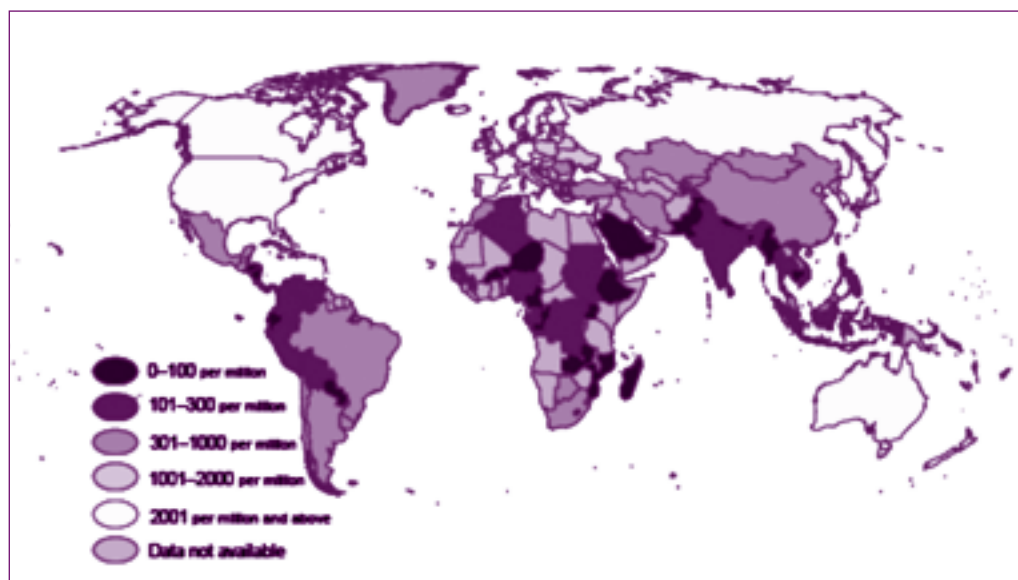 0–100 per million
101–300 per million
301–1000 per million
1001–2000 per million
2001 per million and above
Data not available